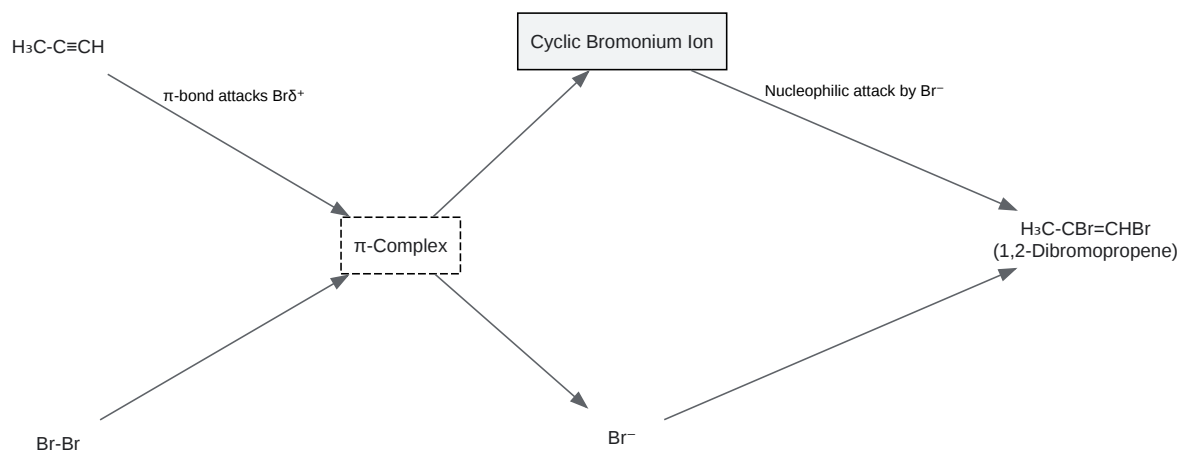 H₃C-C≡CH
Cyclic Bromonium Ion
π-bond attacks Brδ⁺
Nucleophilic attack by Br⁻
π-Complex
H₃C-CBr=CHBr
(1,2-Dibromopropene)
Br-Br
Br⁻